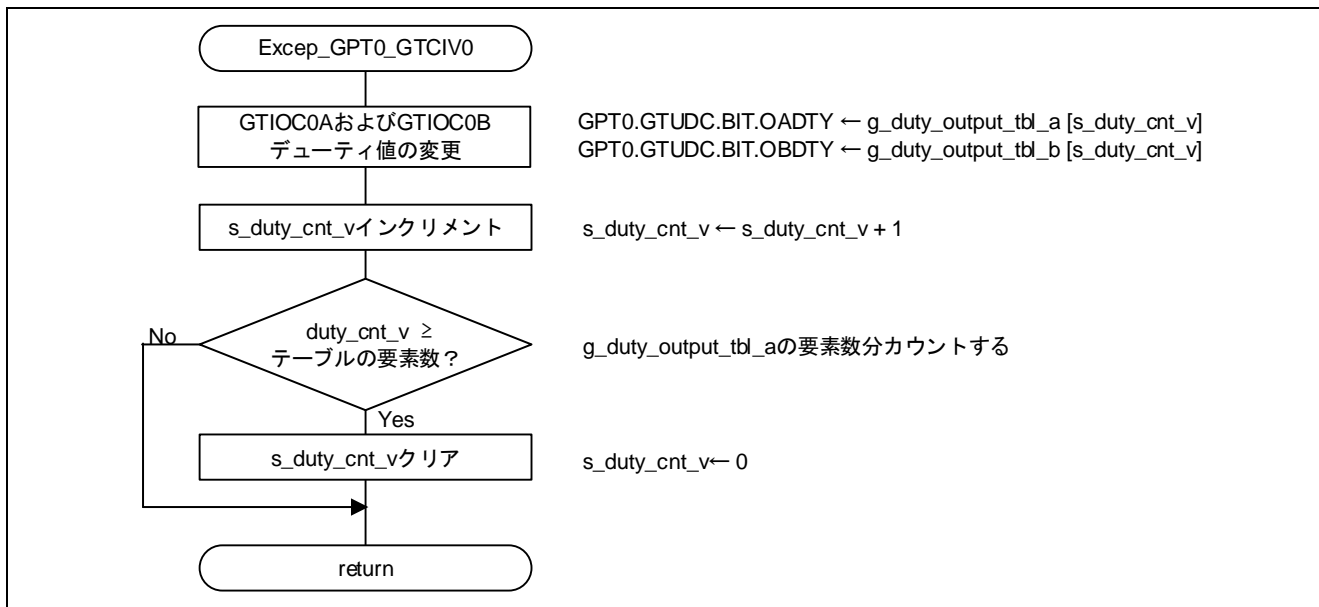 Excep_GPT0_GTCIV0
GTIOC0AおよびGTIOC0B
デューティ値の変更
GPT0.GTUDC.BIT.OADTY ← g_duty_output_tbl_a [s_duty_cnt_v]
GPT0.GTUDC.BIT.OBDTY ← g_duty_output_tbl_b [s_duty_cnt_v]
s_duty_cnt_vインクリメント
s_duty_cnt_v ← s_duty_cnt_v + 1
No
duty_cnt_v ≥
テーブルの要素数？
g_duty_output_tbl_aの要素数分カウントする
Yes
s_duty_cnt_vクリア
s_duty_cnt_v← 0
return